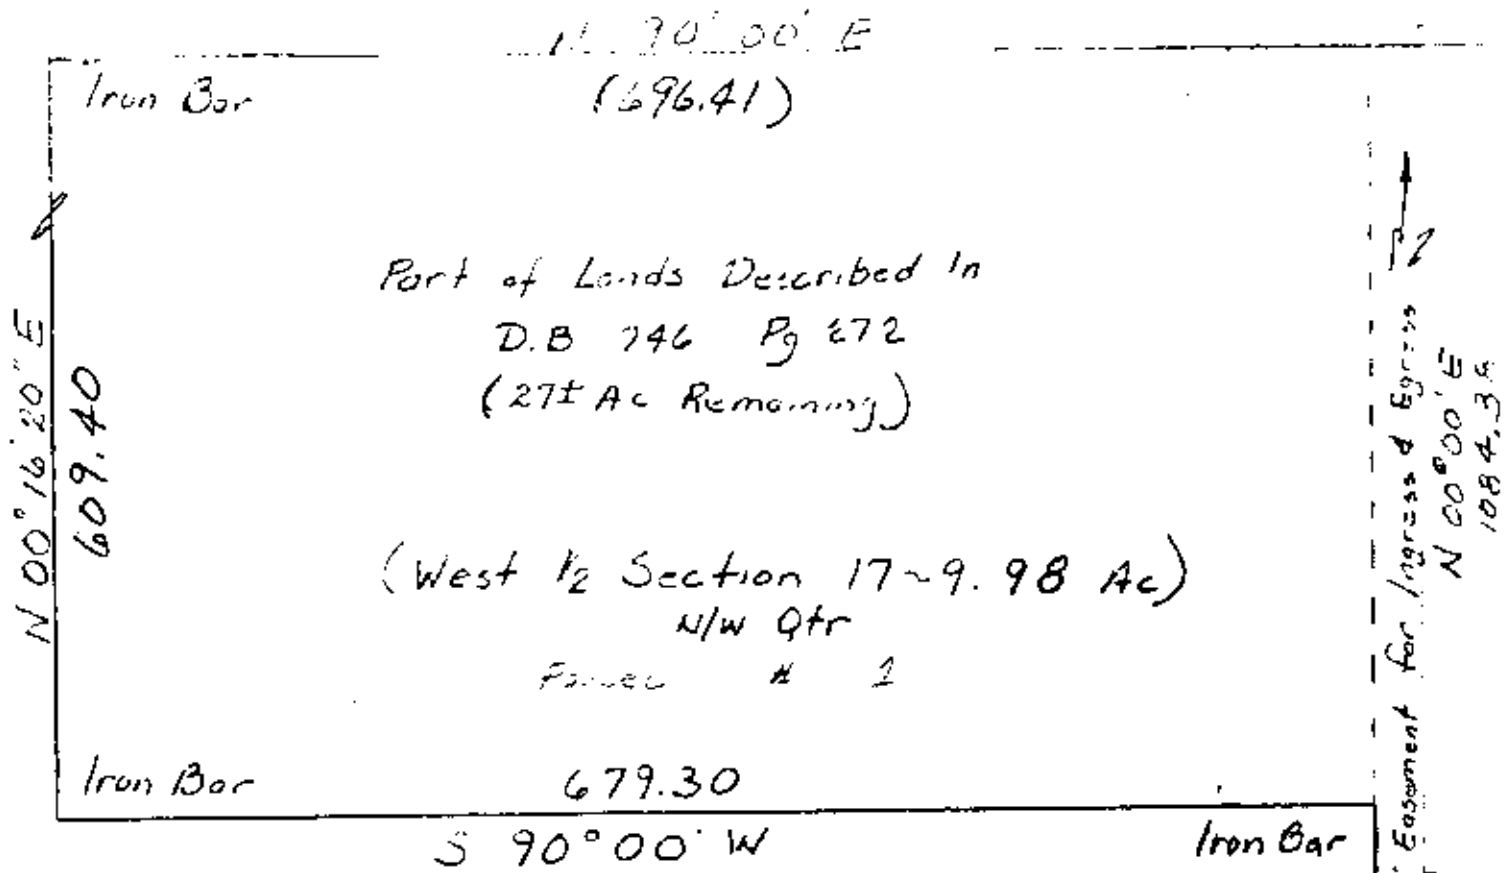 N 90° 00' E
Iron Bar
(696.41)
Part of Lands Described In
D.B 746 Pg 272
(27± Ac Remaining)
N 00° 16' 20" E
609.40
(West 1/2 Section 17~9.98 Ac)
N/W Qtr
Parcel # 1
Iron Bar
679.30
S 90° 00' W
Iron Bar
Easement for Ingress & Egress
N 00° 00' E